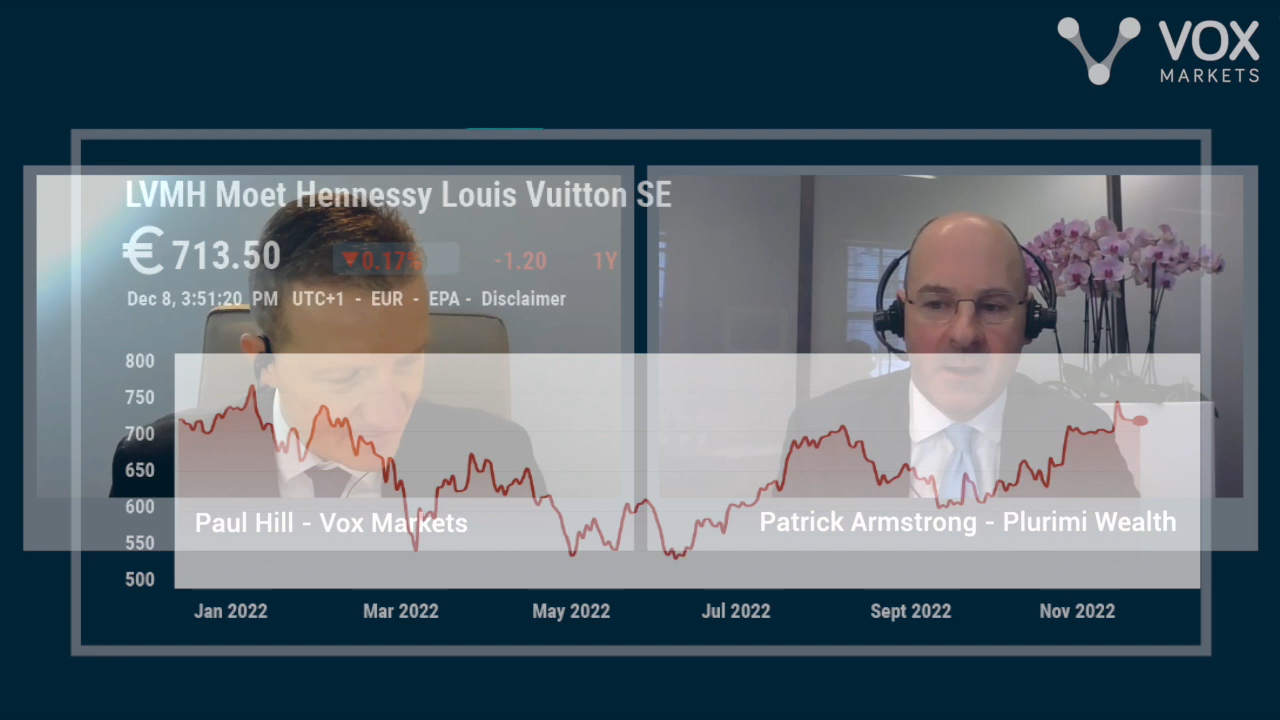 VOX
MARKETS
LVMH Moet Hennessy Louis Vuitton SE
€ 713.50 ▼0.17% -1.20 1Y
Dec 8, 3:51:20 PM UTC+1 - EUR - EPA - Disclaimer
800
750
700
650
600
550
500
Paul Hill - Vox Markets
Patrick Armstrong - Plurimi Wealth
Jan 2022 Mar 2022 May 2022 Jul 2022 Sept 2022 Nov 2022